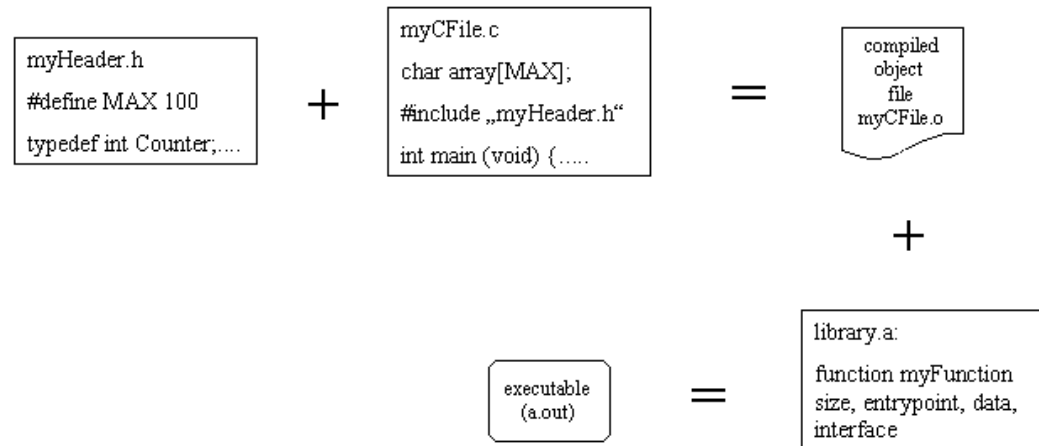 myHeader.h
#define MAX 100
typedef int Counter;....
+
myCFile.c
char array[MAX];
#include „myHeader.h“
int main (void) {.....
=
compiled
object
file
myCFile.o
+
library.a:
function myFunction
size, entrypoint, data,
interface
=
executable
(a.out)